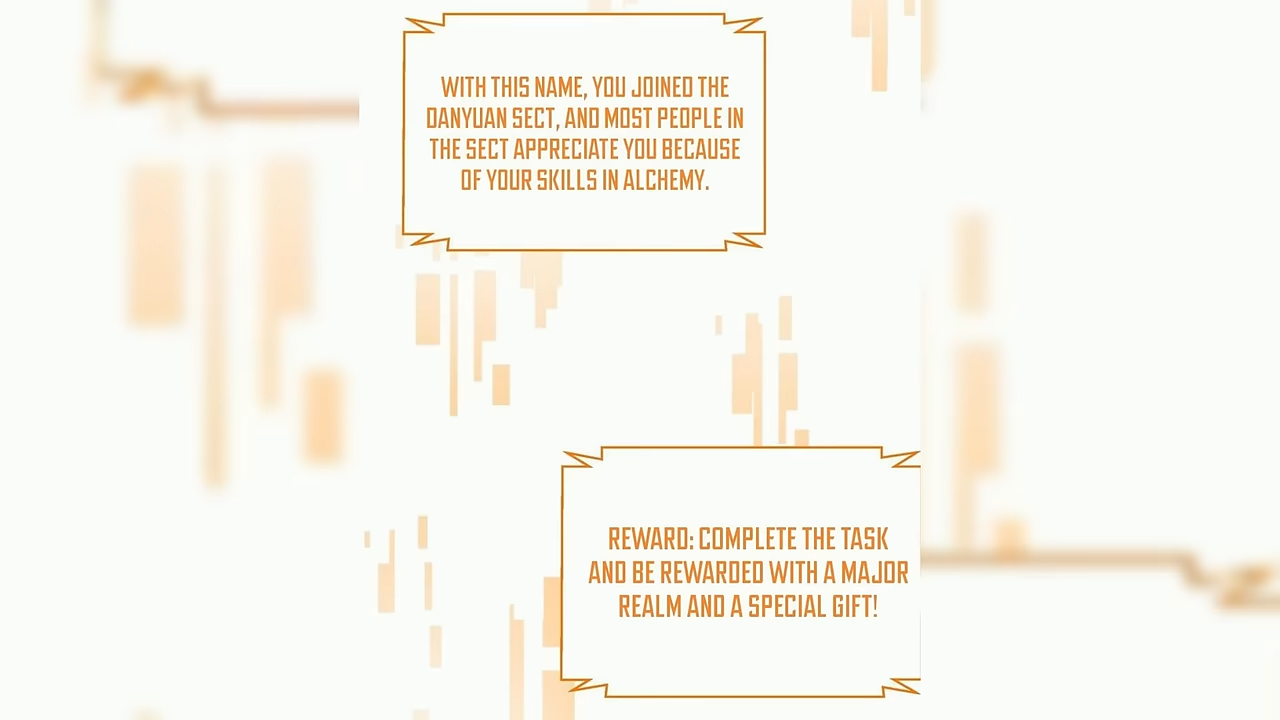 WITH THIS NAME, YOU JOINED THE
DANYUAN SECT, AND MOST PEOPLE IN
THE SECT APPRECIATE YOU BECAUSE
OF YOUR SKILLS IN ALCHEMY.
REWARD: COMPLETE THE TASK
AND BE REWARDED WITH A MAJOR
REALM AND A SPECIAL GIFT!